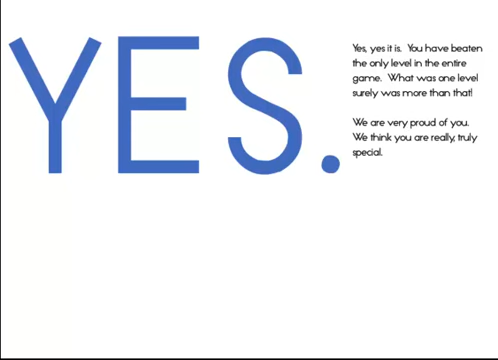 YES.
Yes, yes it is. You have beaten
the only level in the entire
game. What was one level
surely was more than that!
We are very proud of you.
We think you are really, truly
special.